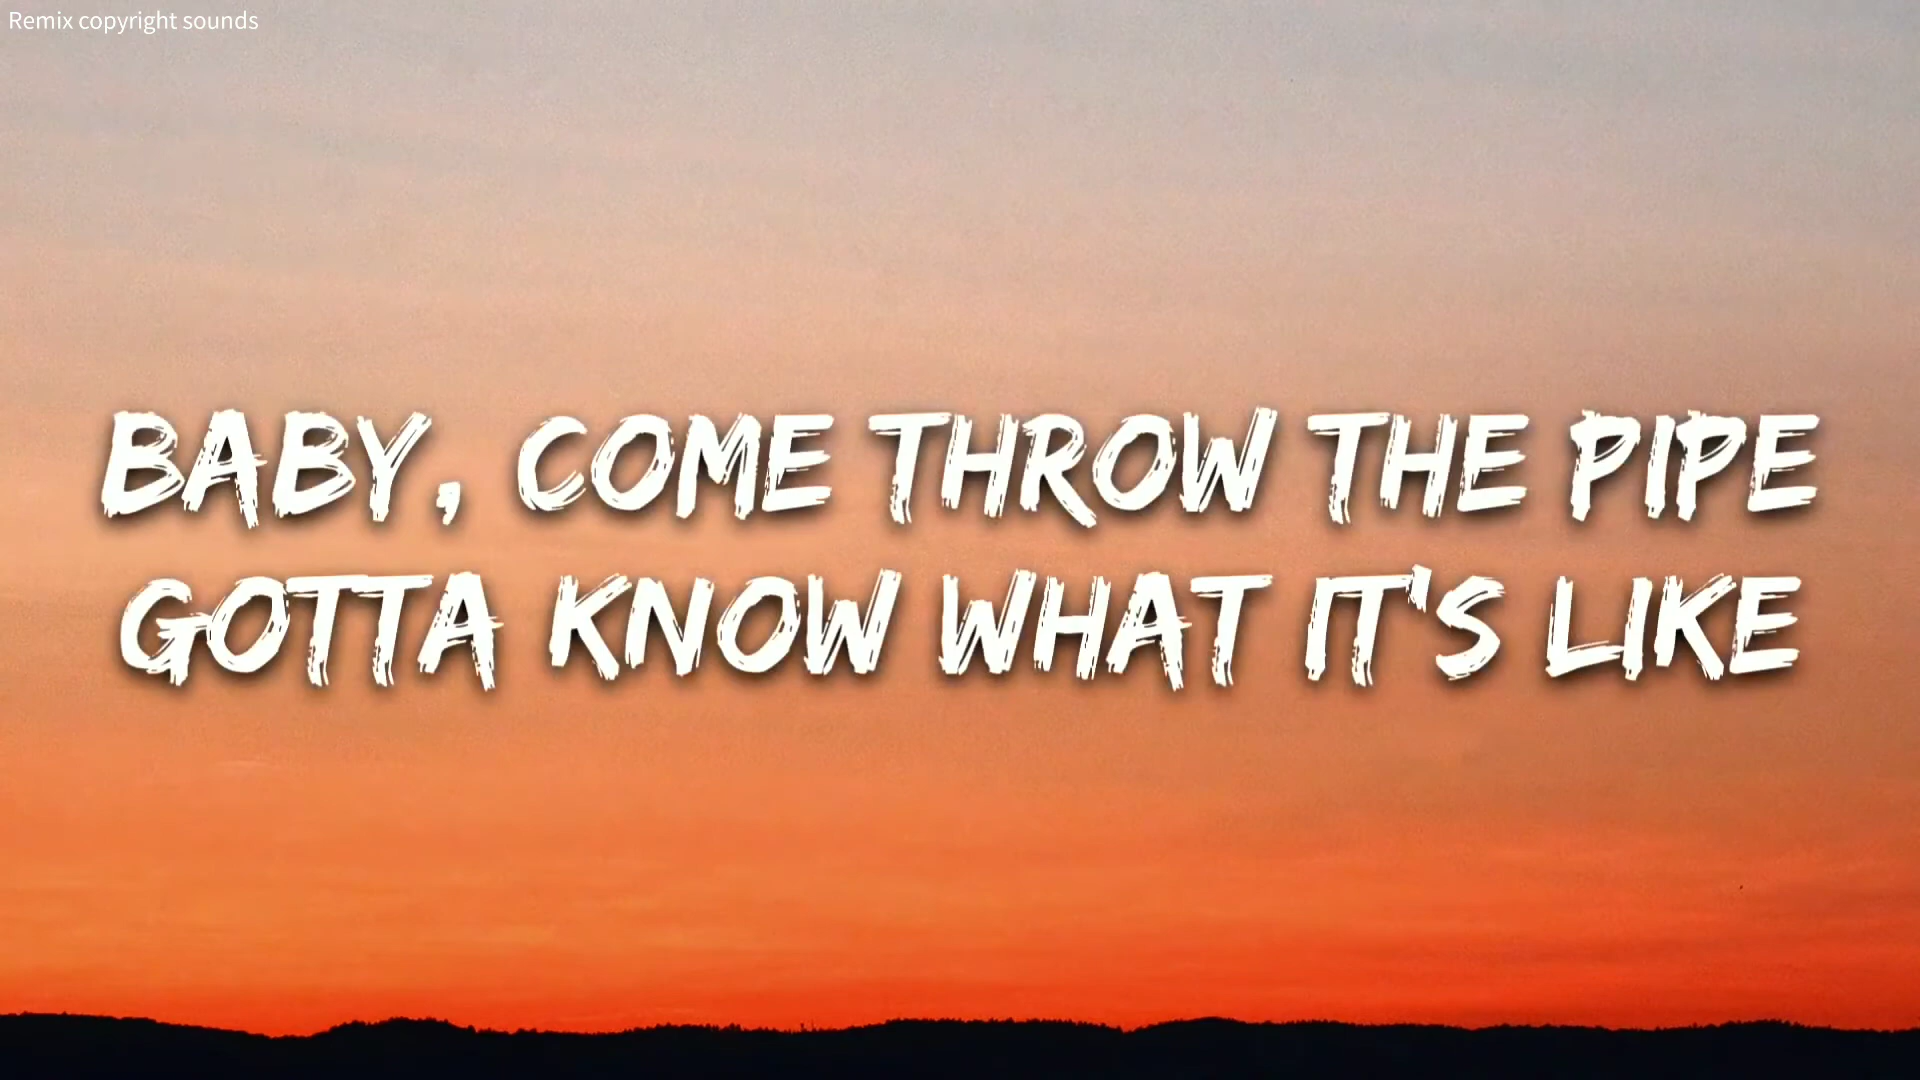 Remix copyright sounds
BABY, COME THROW THE PIPE
GOTTA KNOW WHAT IT'S LIKE